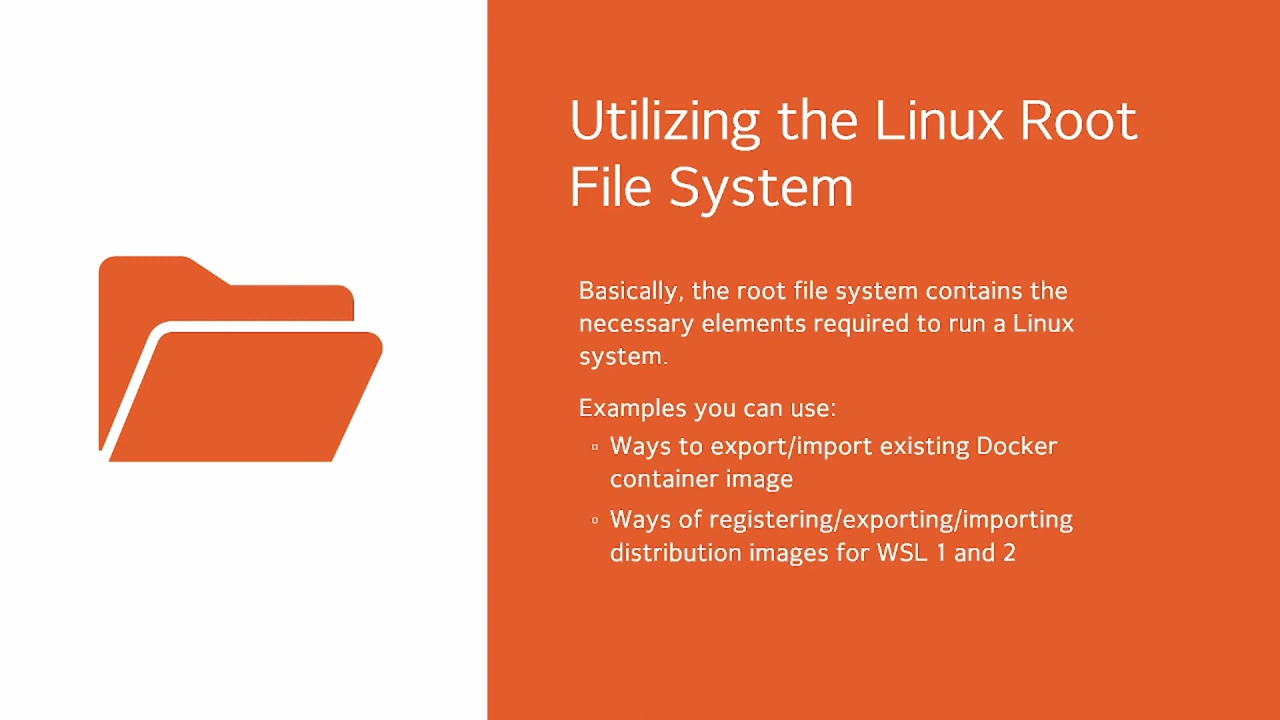 Utilizing the Linux Root
File System
Basically, the root file system contains the
necessary elements required to run a Linux
system.
Examples you can use:
▫ Ways to export/import existing Docker
container image
▫ Ways of registering/exporting/importing
distribution images for WSL 1 and 2